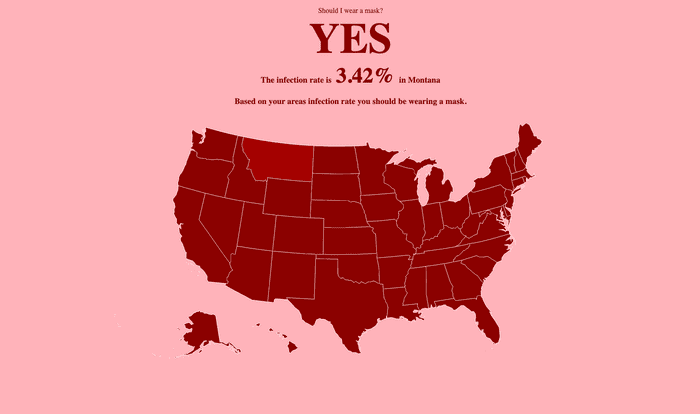 Should I wear a mask?
YES
The infection rate is 3.42% in Montana
Based on your areas infection rate you should be wearing a mask.